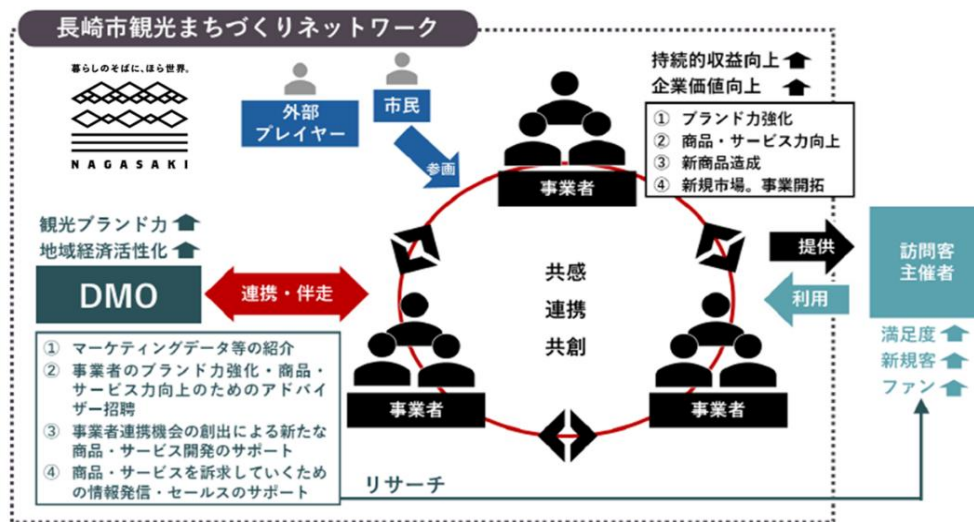 長崎市観光まちづくりネットワーク
暮らしのそばに、ほら世界。
NAGASAKI
外部
プレイヤー
市民
参画
持続的収益向上
企業価値向上
① ブランド力強化
② 商品・サービス力向上
③ 新商品造成
④ 新規市場。事業開拓
事業者
観光ブランド力
地域経済活性化
DMO
連携・伴走
共感
連携
共創
提供
利用
訪問客
主催者
満足度
新規客
ファン
事業者
事業者
① マーケティングデータ等の紹介
② 事業者のブランド力強化・商品・
サービス力向上のためのアドバイ
ザー招聘
③ 事業者連携機会の創出による新たな
商品・サービス開発のサポート
④ 商品・サービスを訴求していくため
の情報発信・セールスのサポート
リサーチ